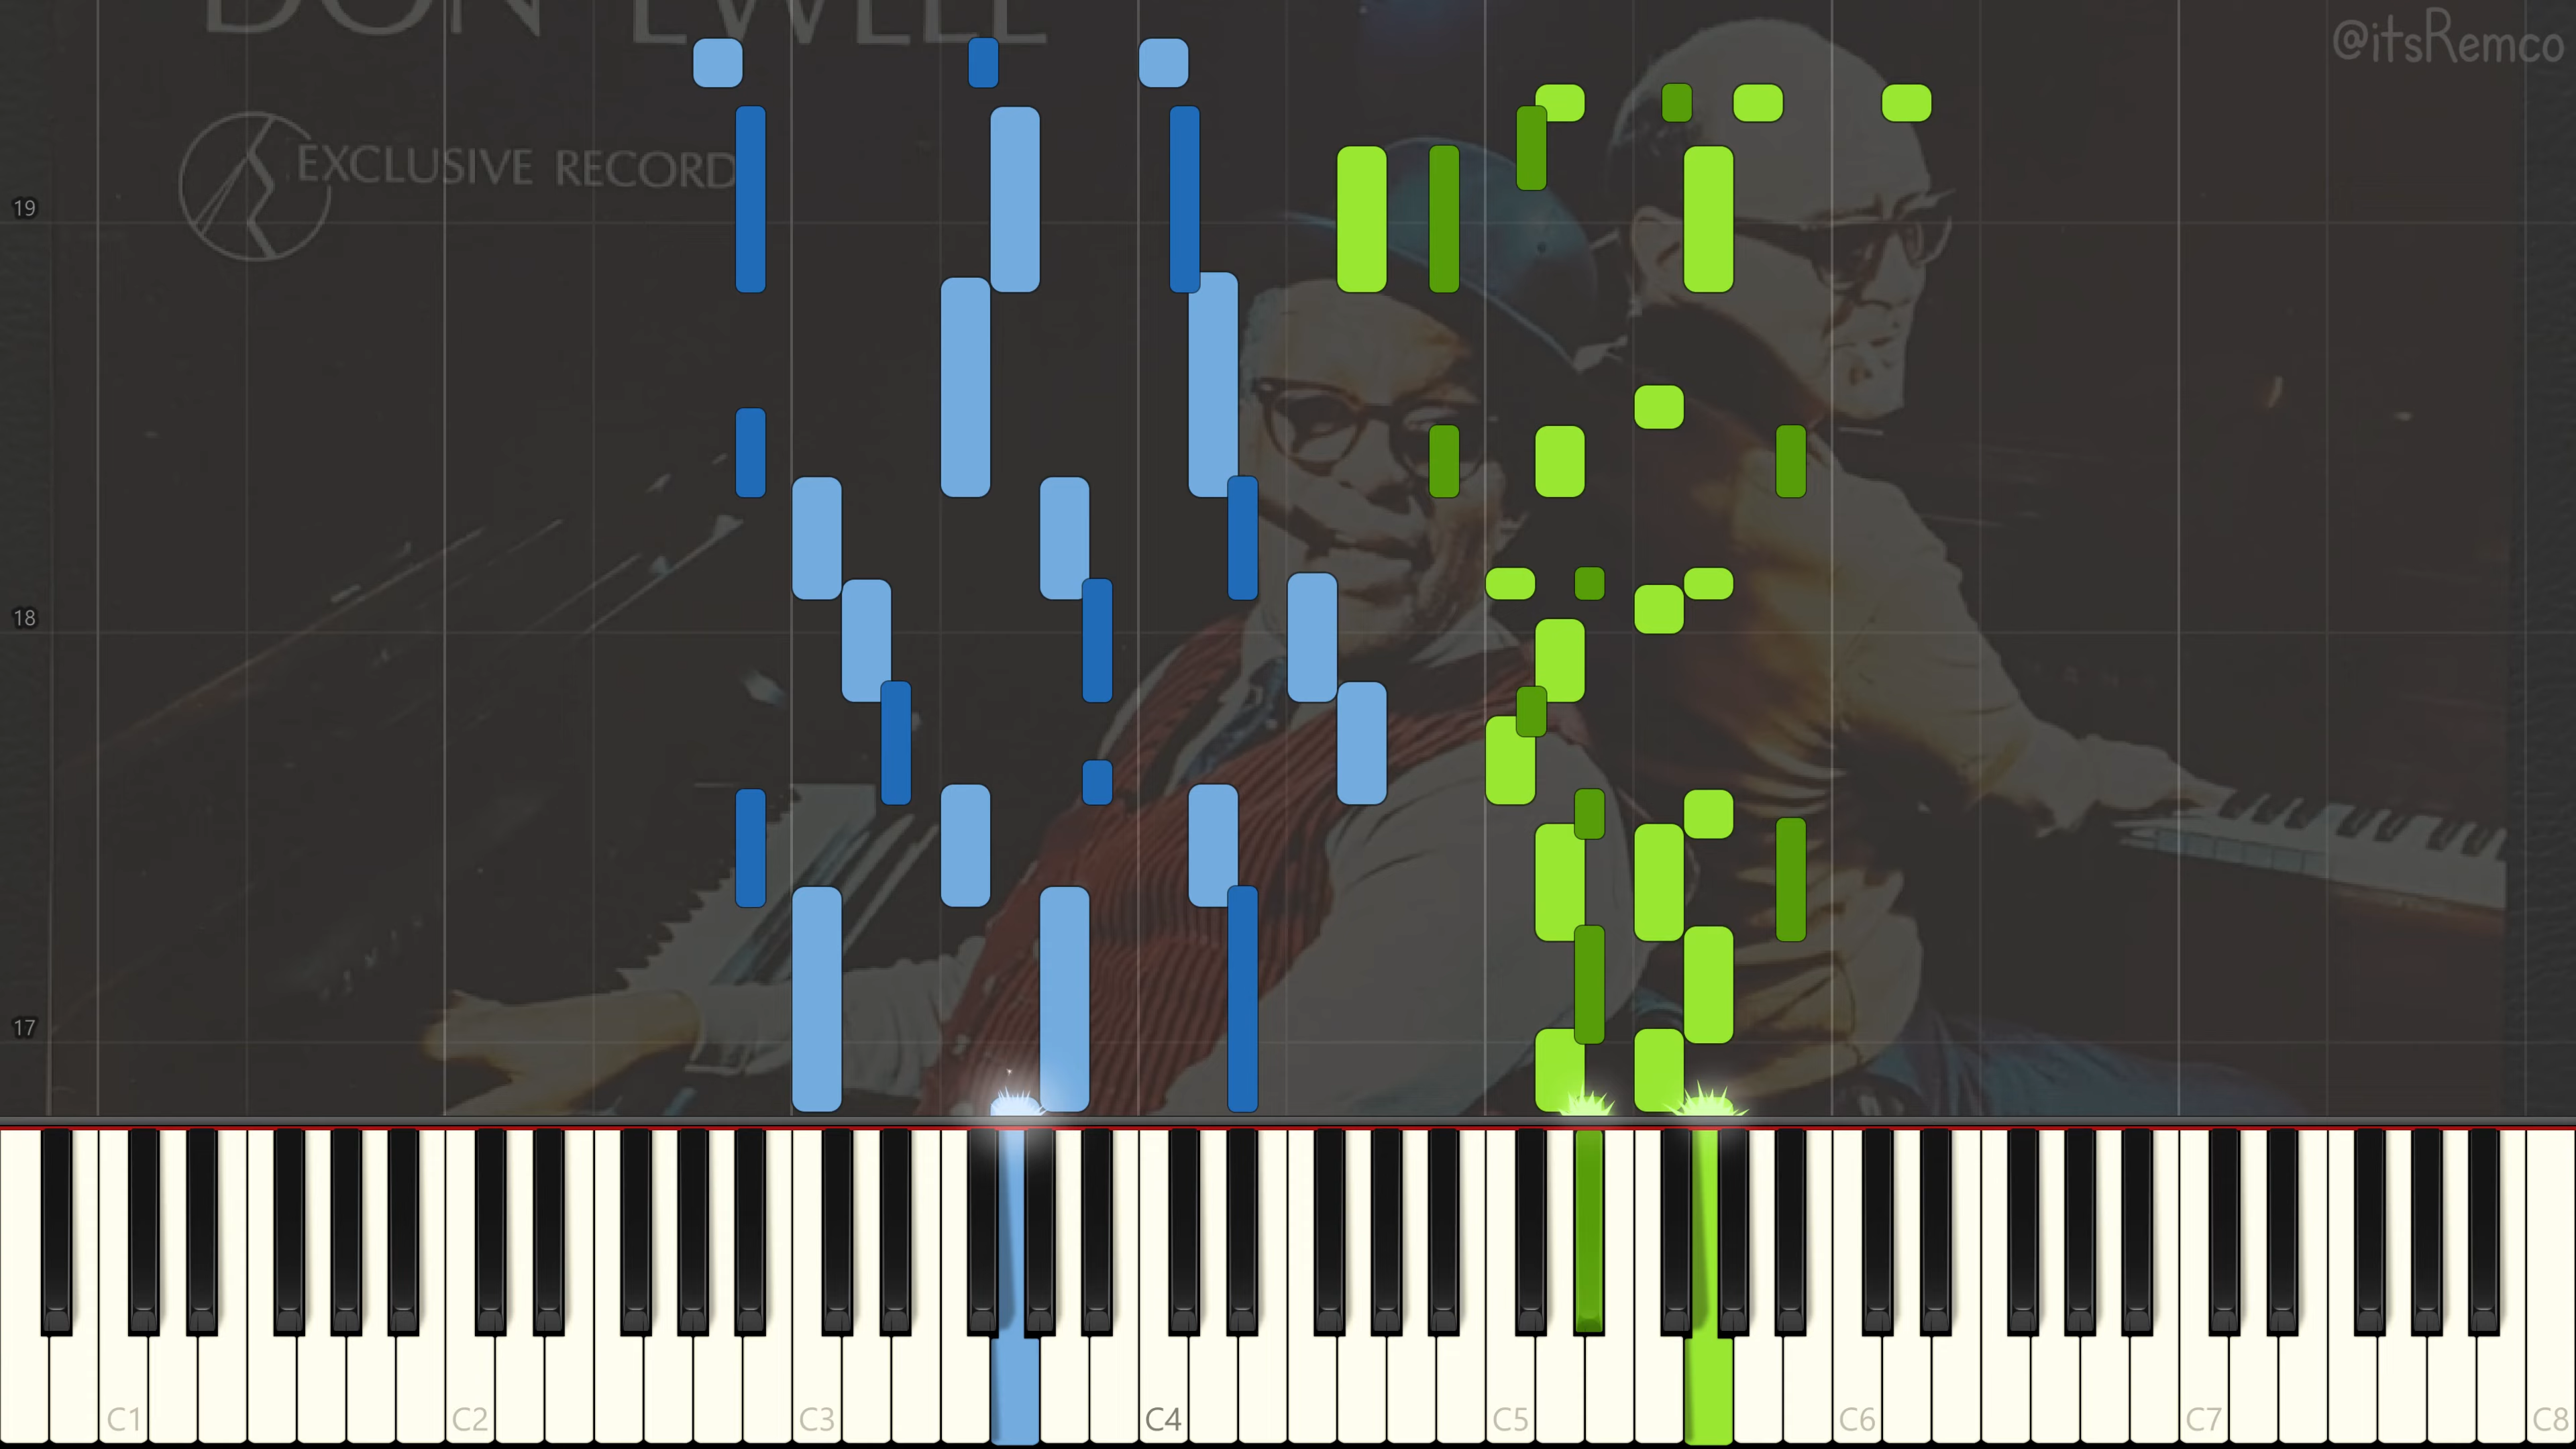 DON EWELL
@itsRemco
EXCLUSIVE RECORD
19
18
17
C1 C2 C3 C4 C5 C6 C7 C8